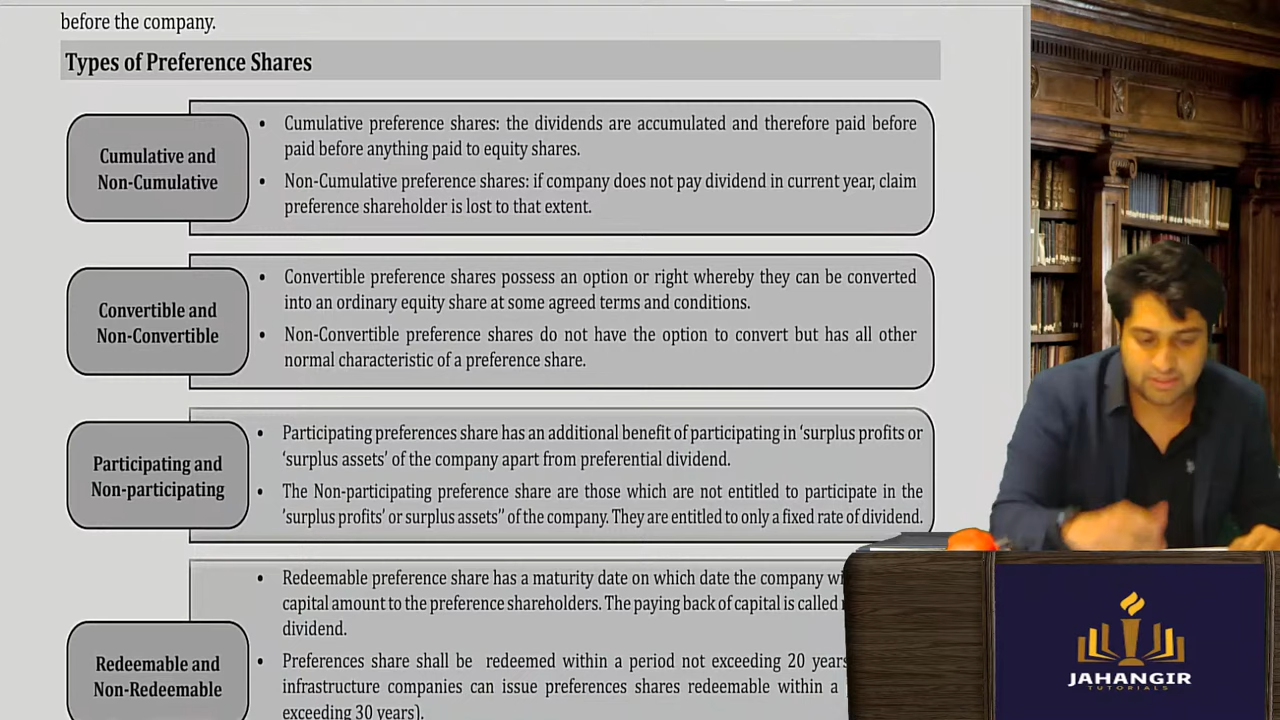 before the company.
Types of Preference Shares
Cumulative and
Non-Cumulative
• Cumulative preference shares: the dividends are accumulated and therefore paid before
paid before anything paid to equity shares.
• Non-Cumulative preference shares: if company does not pay dividend in current year, claim
preference shareholder is lost to that extent.
Convertible and
Non-Convertible
• Convertible preference shares possess an option or right whereby they can be converted
into an ordinary equity share at some agreed terms and conditions.
• Non-Convertible preference shares do not have the option to convert but has all other
normal characteristic of a preference share.
Participating and
Non-participating
• Participating preferences share has an additional benefit of participating in ‘surplus profits or
‘surplus assets’ of the company apart from preferential dividend.
• The Non-participating preference share are those which are not entitled to participate in the
'surplus profits' or surplus assets” of the company. They are entitled to only a fixed rate of dividend.
Redeemable and
Non-Redeemable
• Redeemable preference share has a maturity date on which date the company
capital amount to the preference shareholders. The paying back of capital is called
dividend.
• Preferences share shall be redeemed within a period not exceeding 20 years
infrastructure companies can issue preferences shares redeemable within a
exceeding 30 years).
JAHANGIR
TUTORIALS